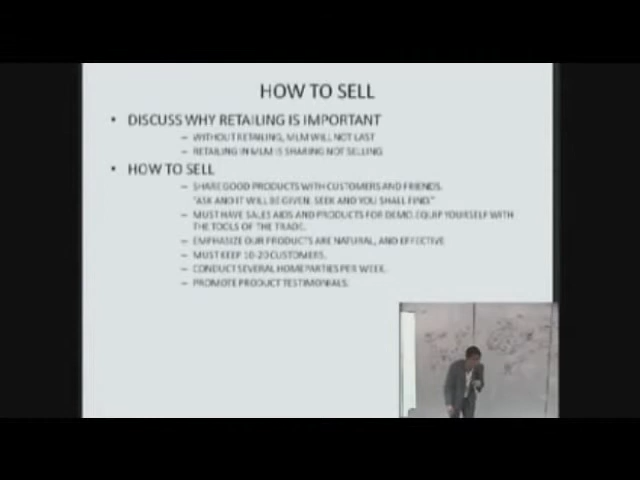 HOW TO SELL
• DISCUSS WHY RETAILING IS IMPORTANT
– WITHOUT RETAILING, MLM WILL NOT LAST
– RETAILING IN MLM IS SHARING NOT SELLING
• HOW TO SELL
– SHARE GOOD PRODUCTS WITH CUSTOMERS AND FRIENDS.
"ASK AND IT WILL BE GIVEN. SEEK AND YOU SHALL FIND."
– MUST HAVE SALES AIDS AND PRODUCTS FOR DEMO.EQUIP YOURSELF WITH
THE TOOLS OF THE TRADE.
– EMPHASIZE OUR PRODUCTS ARE NATURAL, AND EFFECTIVE
– MUST KEEP 10-20 CUSTOMERS.
– CONDUCT SEVERAL HOMEPARTIES PER WEEK.
– PROMOTE PRODUCT TESTIMONIALS.